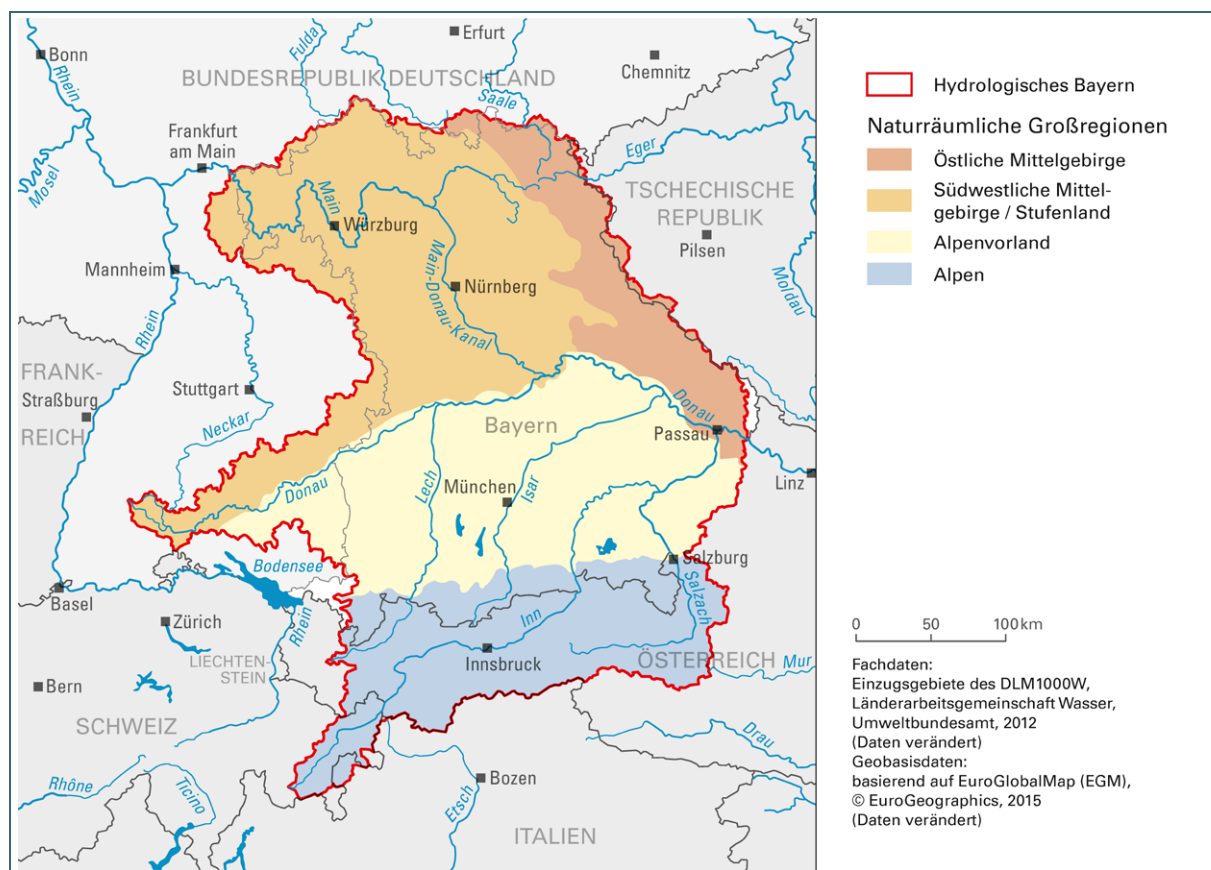 Bonn
Erfurt
Chemnitz
Rhein
Fulda
BUNDESREPUBLIK DEUTSCHLAND
Saale
Frankfurt
am Main
Eger
Mosel
TSCHECHISCHE
REPUBLIK
Main
Würzburg
Pilsen
Mannheim
Main-Donau-Kanal
Nürnberg
Moldau
Rhein
FRANK-
REICH
Straßburg
Stuttgart
Neckar
Bayern
Donau
Passau
Linz
Donau
Lech
München
Isar
Bodensee
Salzburg
Basel
Zürich
Rhein
Inn
Salzach
LIECHTEN-
STEIN
Innsbruck
ÖSTERREICH
Mur
Bern
SCHWEIZ
Drau
Rhône
Ticino
Bozen
Etsch
ITALIEN
Hydrologisches Bayern
Naturräumliche Großregionen
Östliche Mittelgebirge
Südwestliche Mittel-
gebirge / Stufenland
Alpenvorland
Alpen
0 50 100 km
Fachdaten:
Einzugsgebiete des DLM1000W,
Länderarbeitsgemeinschaft Wasser,
Umweltbundesamt, 2012
(Daten verändert)
Geobasisdaten:
basierend auf EuroGlobalMap (EGM),
© EuroGeographics, 2015
(Daten verändert)